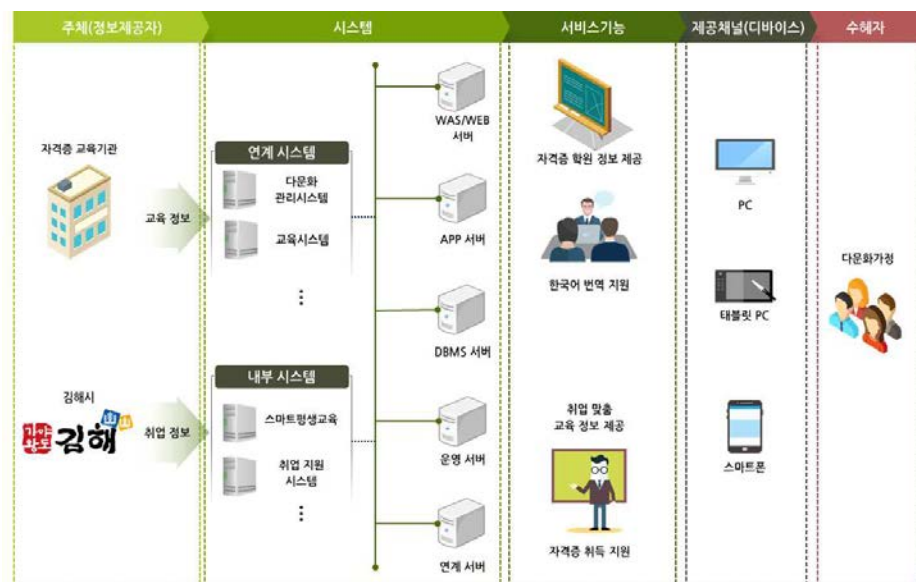 주체(정보제공자)
시스템
서비스기능
제공채널(디바이스)
수혜자
자격증 교육기관
교육 정보
김해시
가야
왕도
김해
취업 정보
연계 시스템
다문화
관리시스템
교육시스템
내부 시스템
스마트평생교육
취업 지원
시스템
WAS/WEB
서버
APP 서버
DBMS 서버
운영 서버
연계 서버
자격증 학원 정보 제공
한국어 번역 지원
취업 맞춤
교육 정보 제공
자격증 취득 지원
PC
태블릿 PC
스마트폰
다문화가정